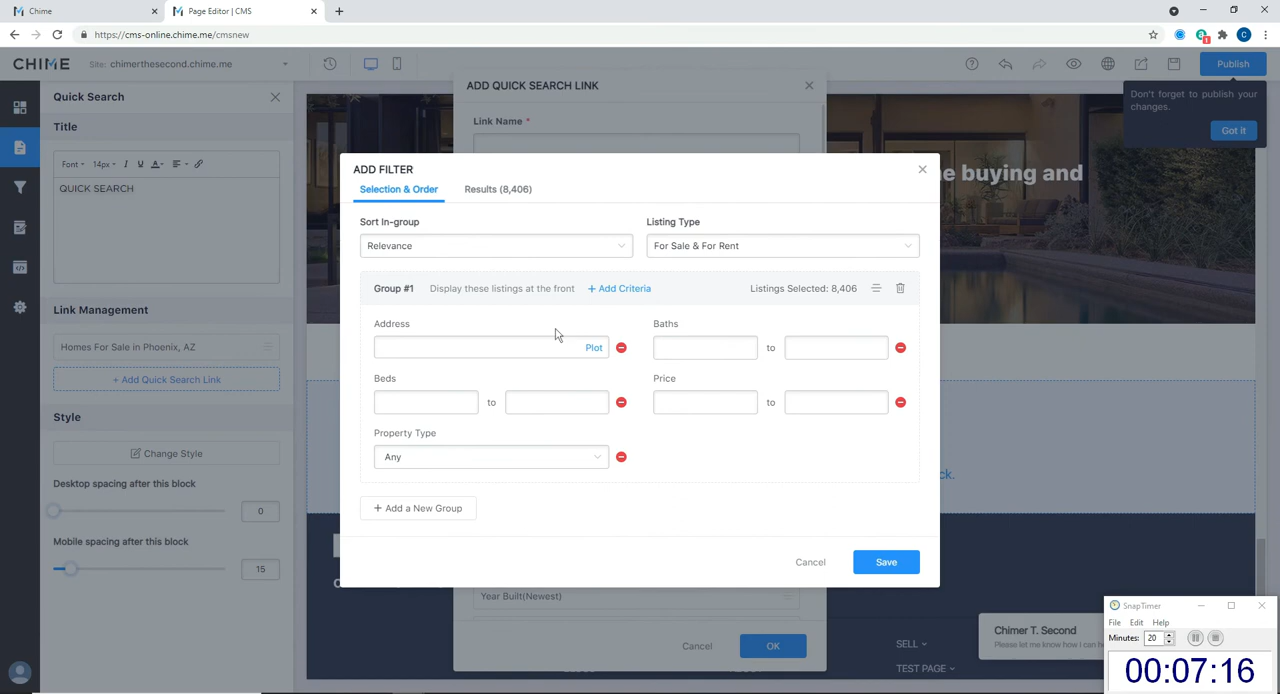 Chime
Page Editor | CMS
https://cms-online.chime.me/cmsnew
1
C
CHIME
Site: chimerthesecond.chime.me
Publish
Don't forget to publish your
changes.
Got it
Quick Search
Title
Font
14px
I
U
A
QUICK SEARCH
Link Management
Homes For Sale in Phoenix, AZ
+ Add Quick Search Link
Style
Change Style
Desktop spacing after this block
0
Mobile spacing after this block
15
ADD QUICK SEARCH LINK
Link Name *
e buying and
ADD FILTER
Selection & Order
Results (8,406)
Sort In-group
Listing Type
Relevance
For Sale & For Rent
Group #1
Display these listings at the front
+ Add Criteria
Listings Selected: 8,406
Address
Baths
Plot
to
Beds
Price
to
to
Property Type
Any
+ Add a New Group
Cancel
Save
ck.
Year Built(Newest)
Cancel
OK
Chimer T. Second
Please let me know how I can he
SELL
TEST PAGE
SnapTimer
File Edit Help
Minutes: 20
00:07:16